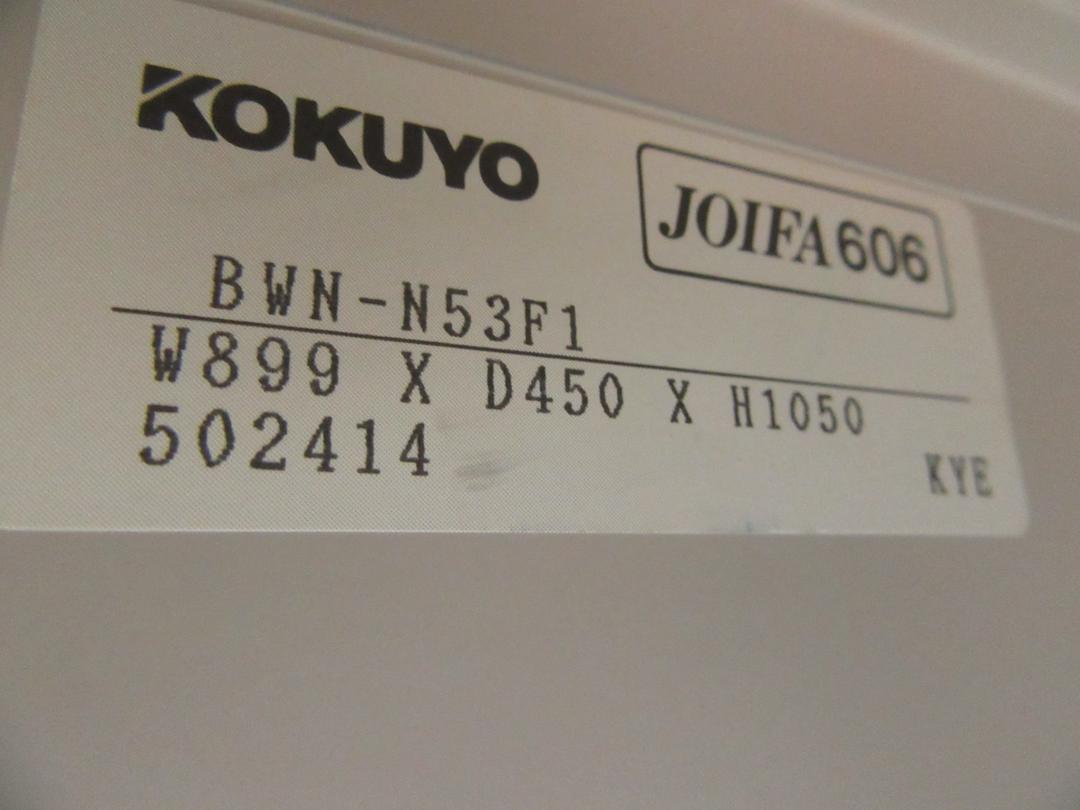 KOKUYO
JOIFA606
BWN-N53F1
W899 X D450 X H1050
502414
KYE